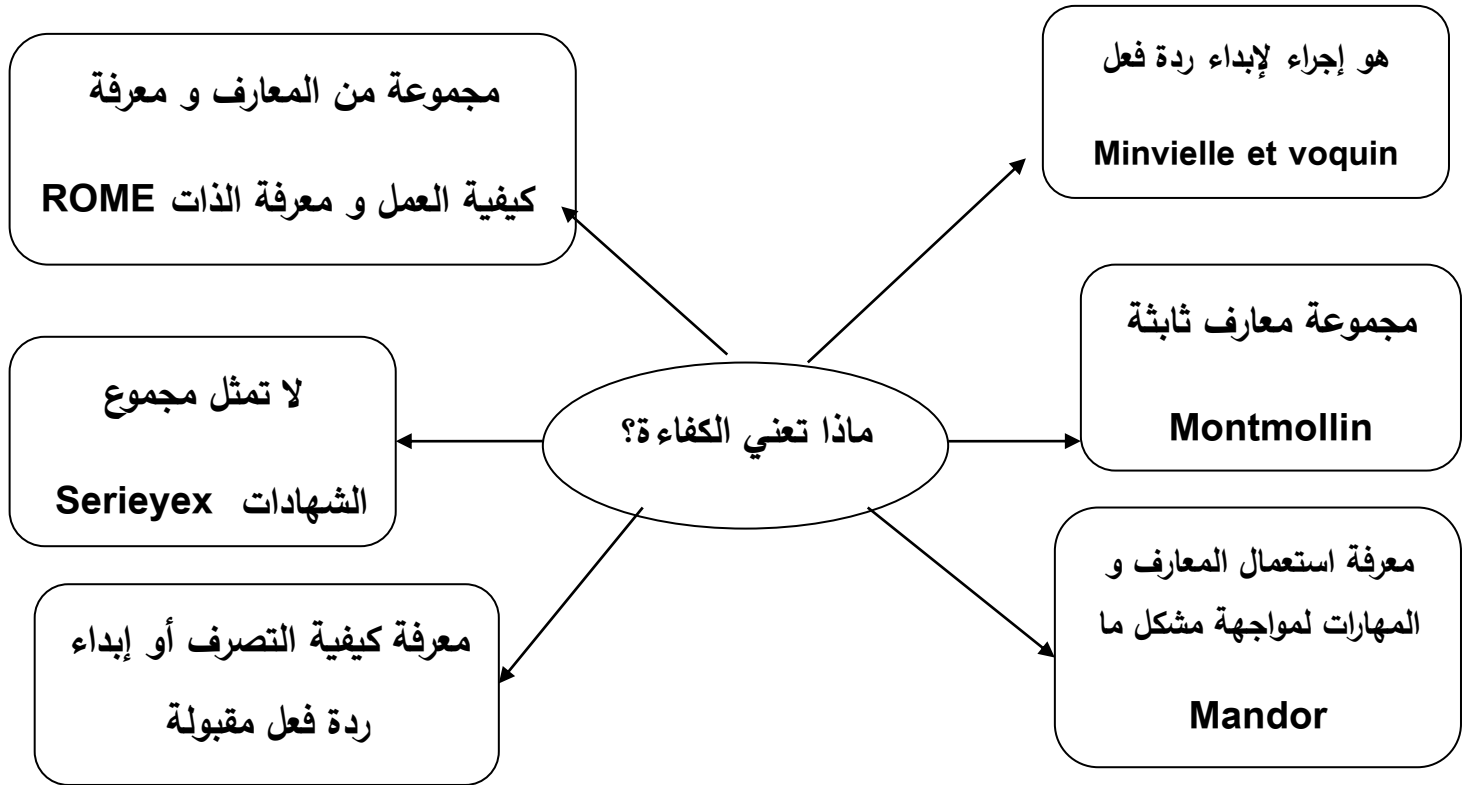 هو إجراء لإبداء ردة فعل
Minvielle et voquin
مجموعة من المعارف و معرفة
كيفية العمل و معرفة الذات ROME
مجموعة معارف ثابثة
Montmollin
لا تمثل مجموع
الشهادات Serieyex
ماذا تعني الكفاءة؟
معرفة استعمال المعارف و
المهارات لمواجهة مشكل ما
Mandor
معرفة كيفية التصرف أو إبداء
ردة فعل مقبولة